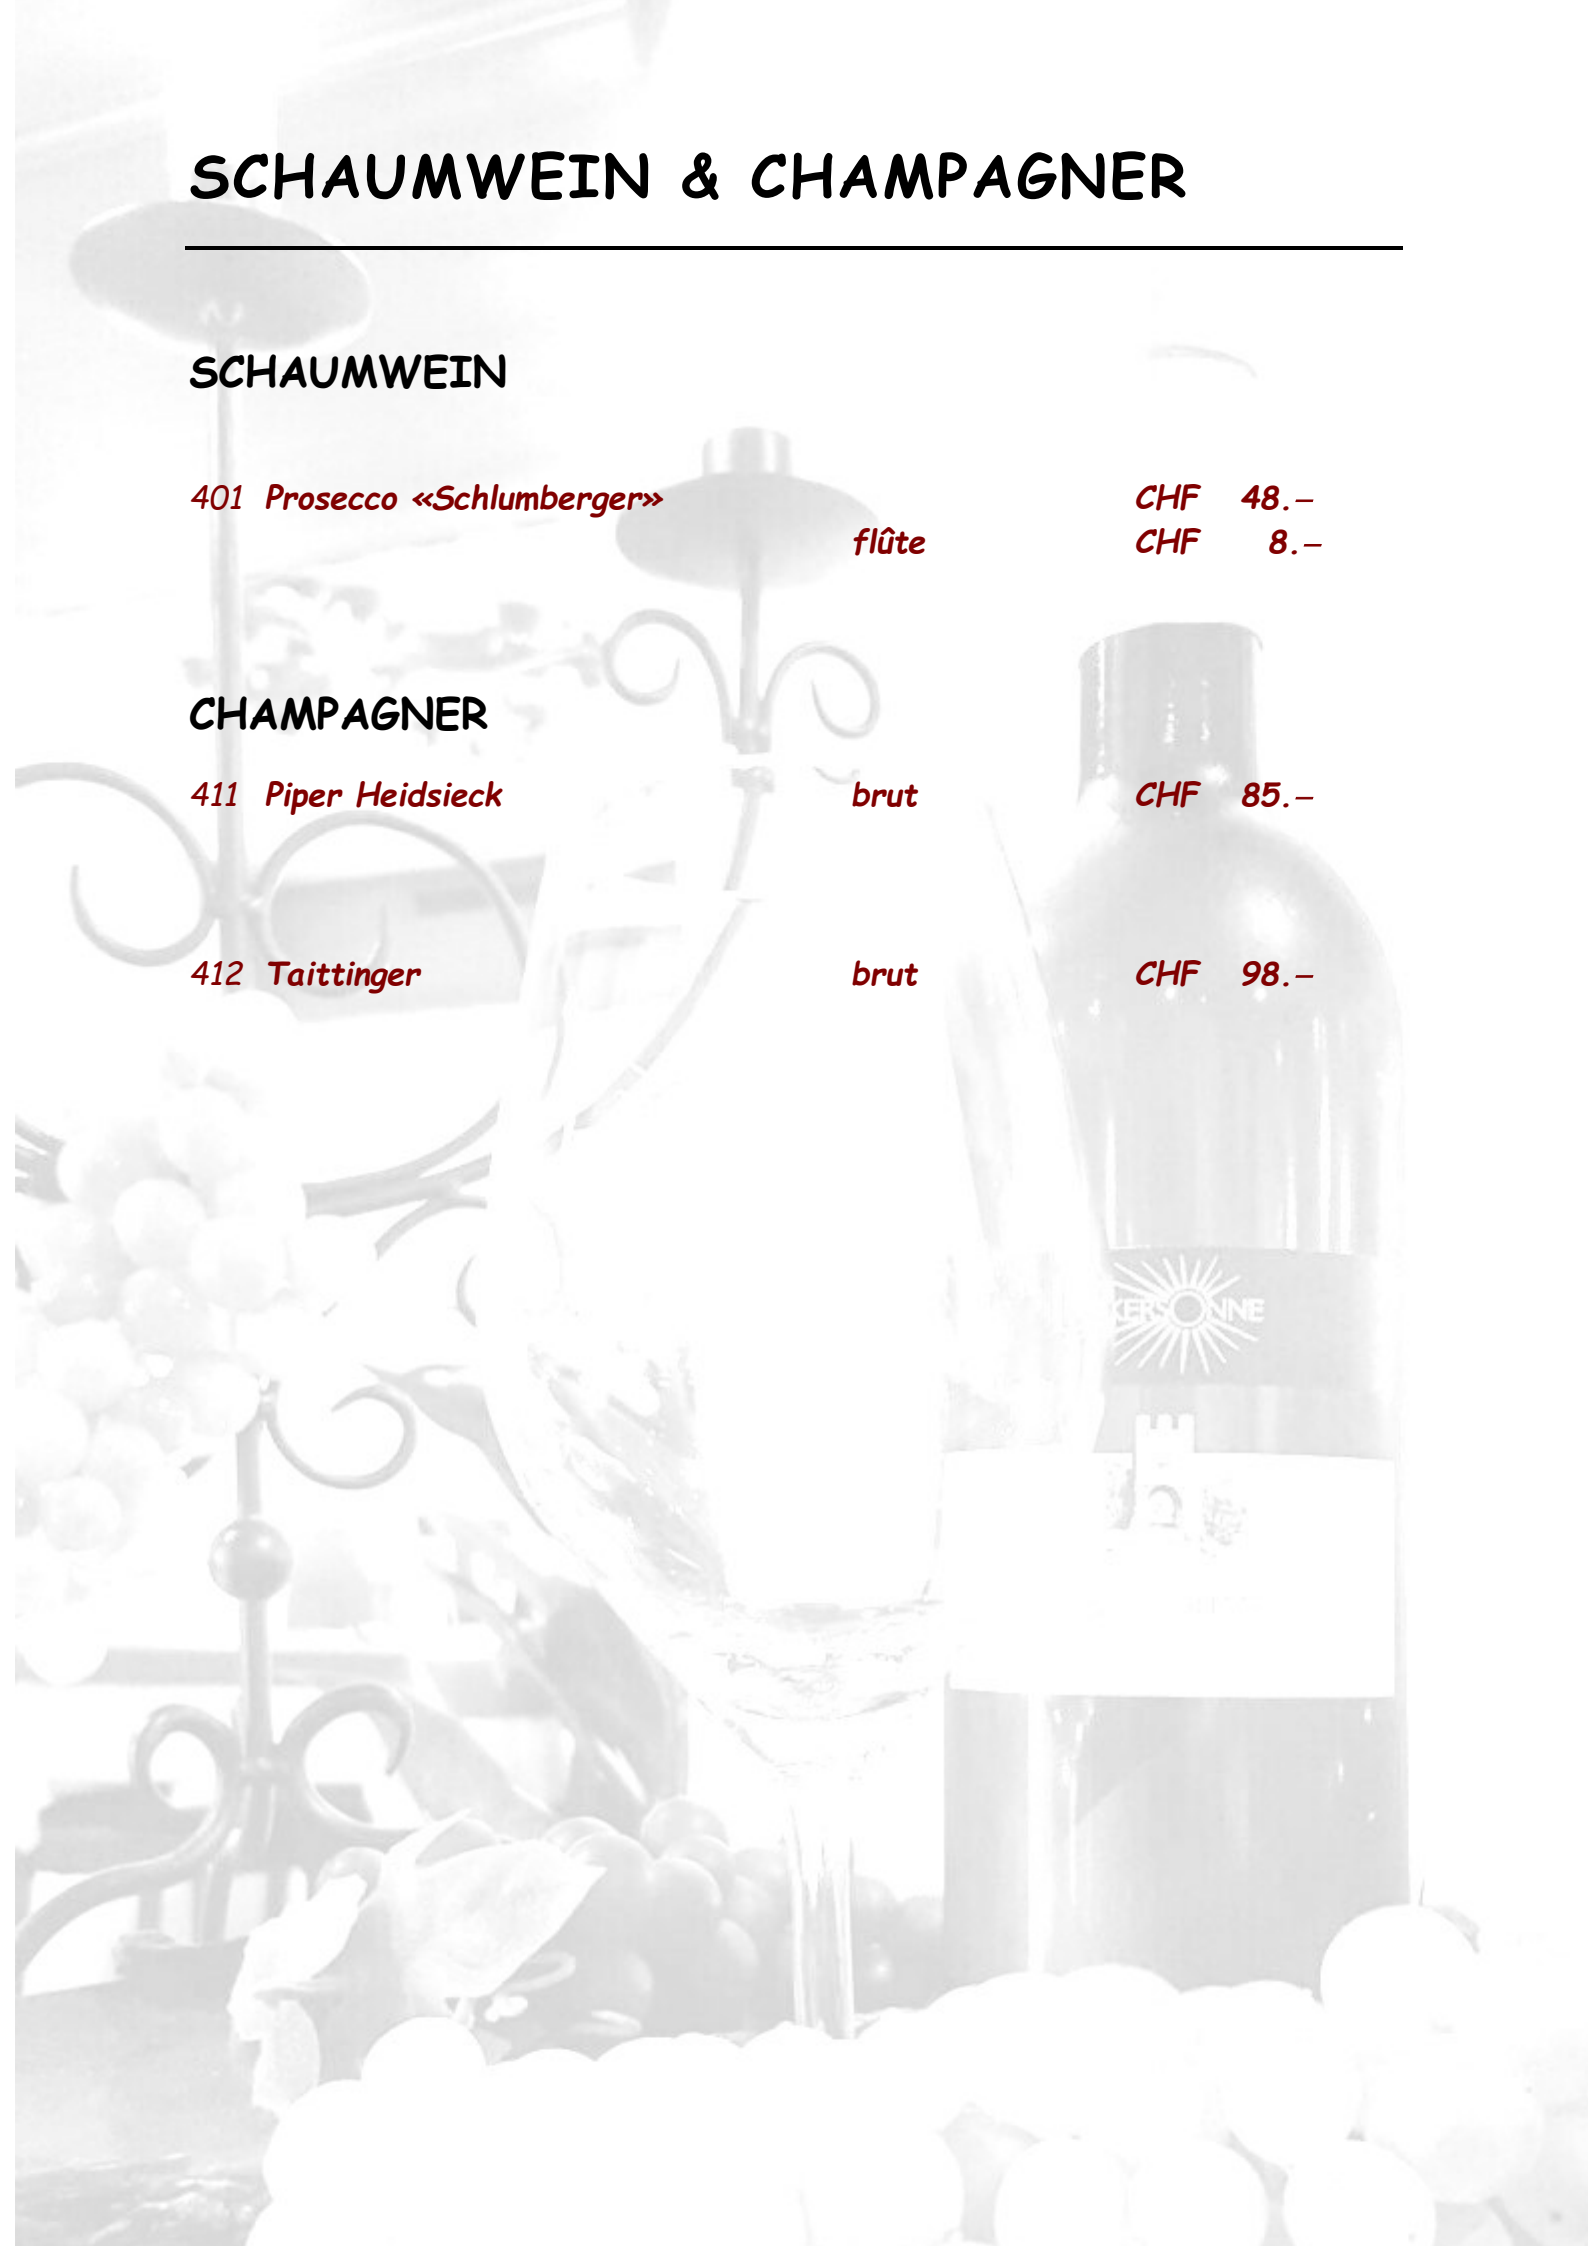 SCHAUMWEIN & CHAMPAGNER
SCHAUMWEIN
401 Prosecco «Schlumberger» CHF 48.–
flûte CHF 8.–
CHAMPAGNER
411 Piper Heidsieck brut CHF 85.–
412 Taittinger brut CHF 98.–